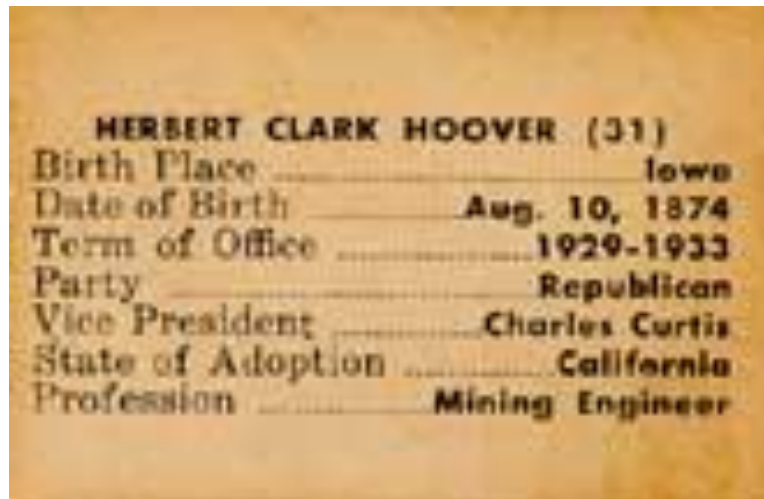 HERBERT CLARK HOOVER (31)
Birth Place Iowa
Date of Birth Aug. 10, 1874
Term of Office 1929-1933
Party Republican
Vice President Charles Curtis
State of Adoption California
Profession Mining Engineer